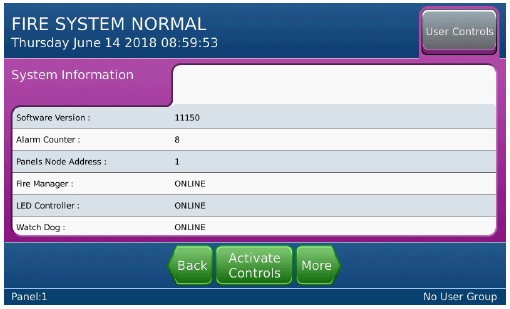 FIRE SYSTEM NORMAL
Thursday June 14 2018 08:59:53
User Controls
System Information
Software Version : 11150
Alarm Counter : 8
Panels Node Address : 1
Fire Manager : ONLINE
LED Controller : ONLINE
Watch Dog : ONLINE
Back
Activate
Controls
More
Panel:1
No User Group